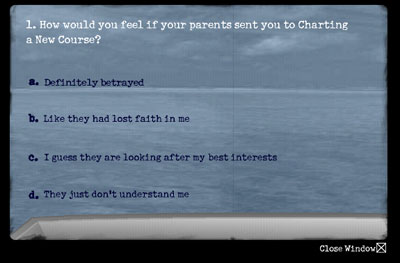 1. How would you feel if your parents sent you to Charting
a New Course?
a. Definitely betrayed
b. Like they had lost faith in me
c. I guess they are looking after my best interests
d. They just don't understand me
Close Window